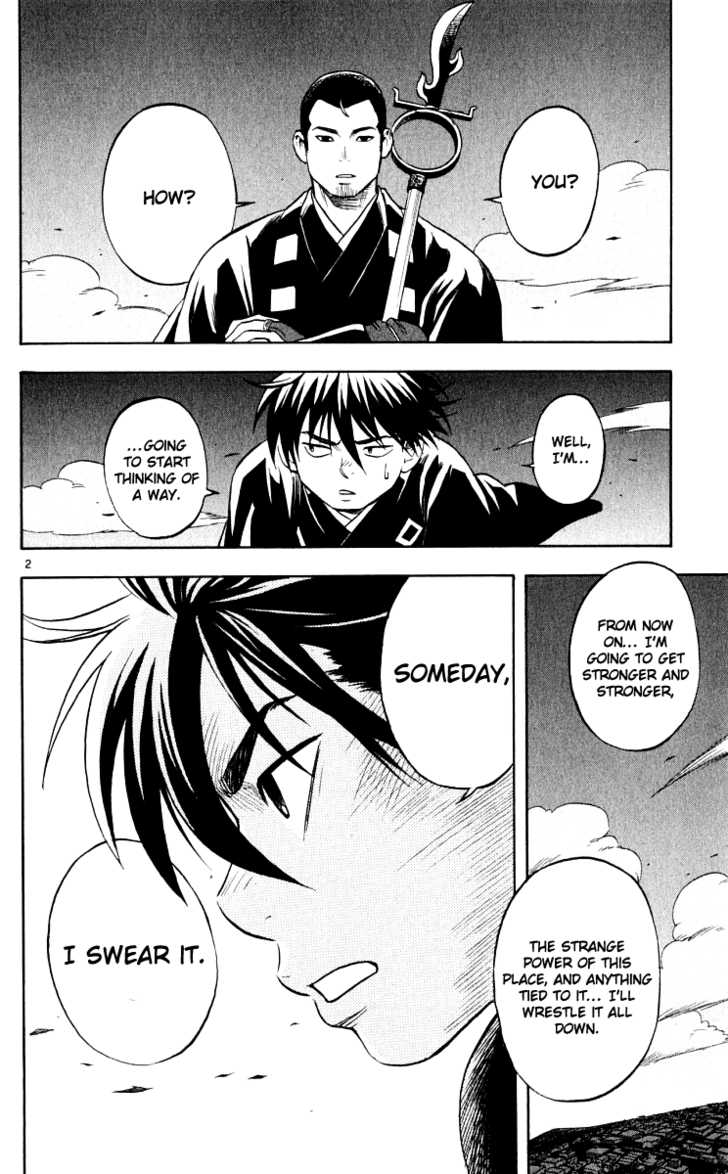 YOU?
HOW?
WELL,
I'M...
...GOING
TO START
THINKING OF
A WAY.
2
FROM NOW
ON... I'M
GOING TO GET
STRONGER AND
STRONGER,
THE STRANGE
POWER OF THIS
PLACE, AND ANYTHING
TIED TO IT... I'LL
WRESTLE IT ALL
DOWN.
SOMEDAY,
I SWEAR IT.